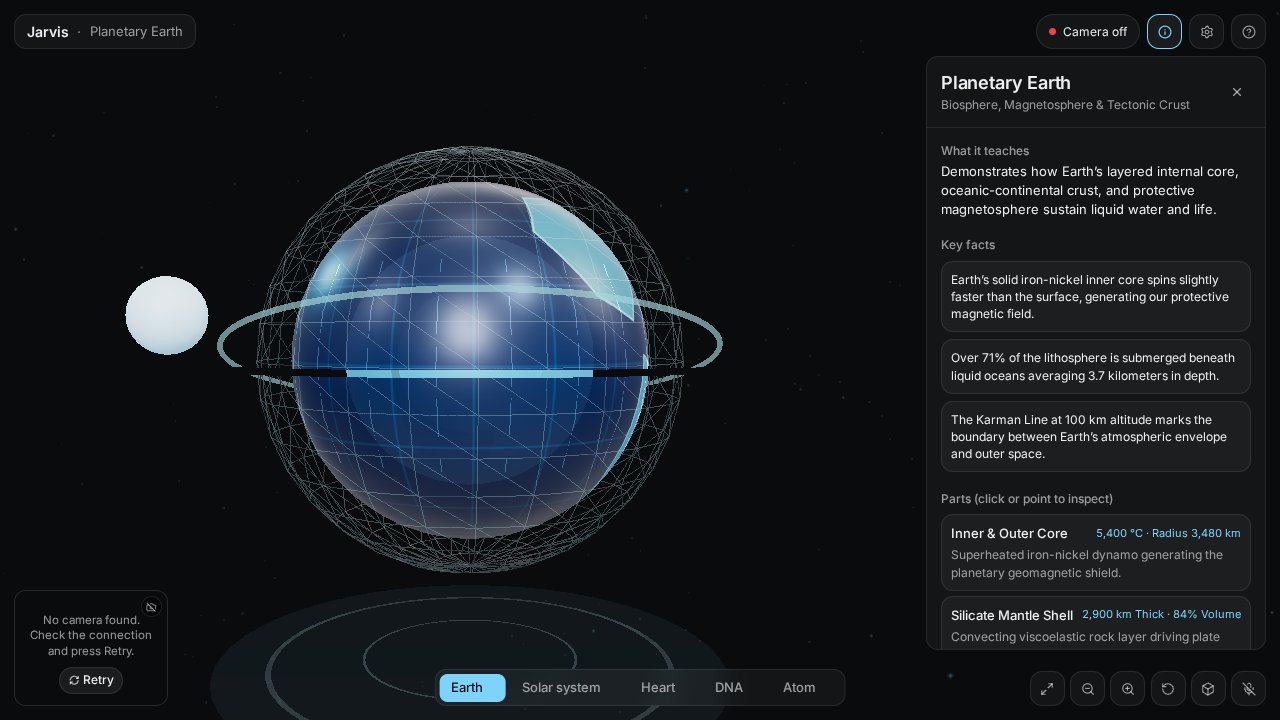 Jarvis · Planetary Earth
Camera off
Planetary Earth
Biosphere, Magnetosphere & Tectonic Crust
What it teaches
Demonstrates how Earth’s layered internal core,
oceanic-continental crust, and protective
magnetosphere sustain liquid water and life.
Key facts
Earth’s solid iron-nickel inner core spins slightly
faster than the surface, generating our protective
magnetic field.
Over 71% of the lithosphere is submerged beneath
liquid oceans averaging 3.7 kilometers in depth.
The Karman Line at 100 km altitude marks the
boundary between Earth’s atmospheric envelope
and outer space.
Parts (click or point to inspect)
Inner & Outer Core 5,400 °C · Radius 3,480 km
Superheated iron-nickel dynamo generating the
planetary geomagnetic shield.
Silicate Mantle Shell 2,900 km Thick · 84% Volume
Convecting viscoelastic rock layer driving plate
No camera found.
Check the connection
and press Retry.
Retry
Earth Solar system Heart DNA Atom